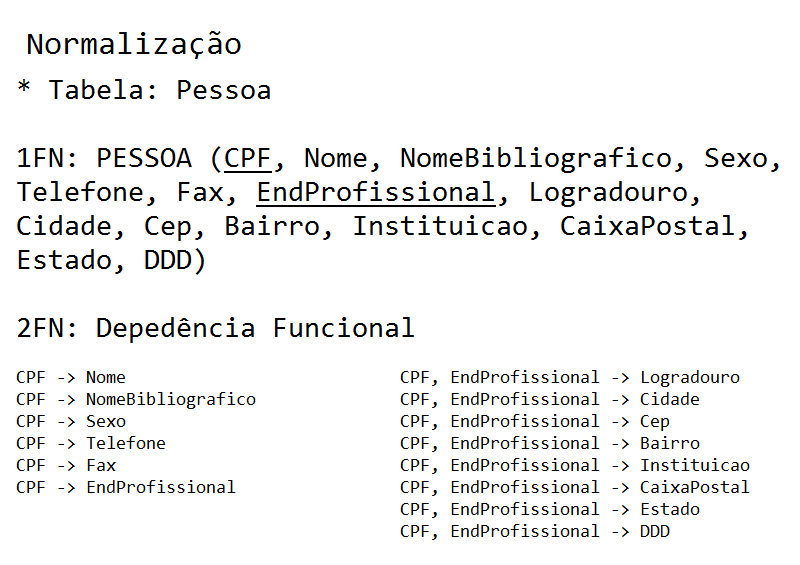 Normalização
* Tabela: Pessoa
1FN: PESSOA (CPF, Nome, NomeBibliografico, Sexo,
Telefone, Fax, EndProfissional, Logradouro,
Cidade, Cep, Bairro, Instituicao, CaixaPostal,
Estado, DDD)
2FN: Depedência Funcional
CPF -> Nome
CPF -> NomeBibliografico
CPF -> Sexo
CPF -> Telefone
CPF -> Fax
CPF -> EndProfissional
CPF, EndProfissional -> Logradouro
CPF, EndProfissional -> Cidade
CPF, EndProfissional -> Cep
CPF, EndProfissional -> Bairro
CPF, EndProfissional -> Instituicao
CPF, EndProfissional -> CaixaPostal
CPF, EndProfissional -> Estado
CPF, EndProfissional -> DDD